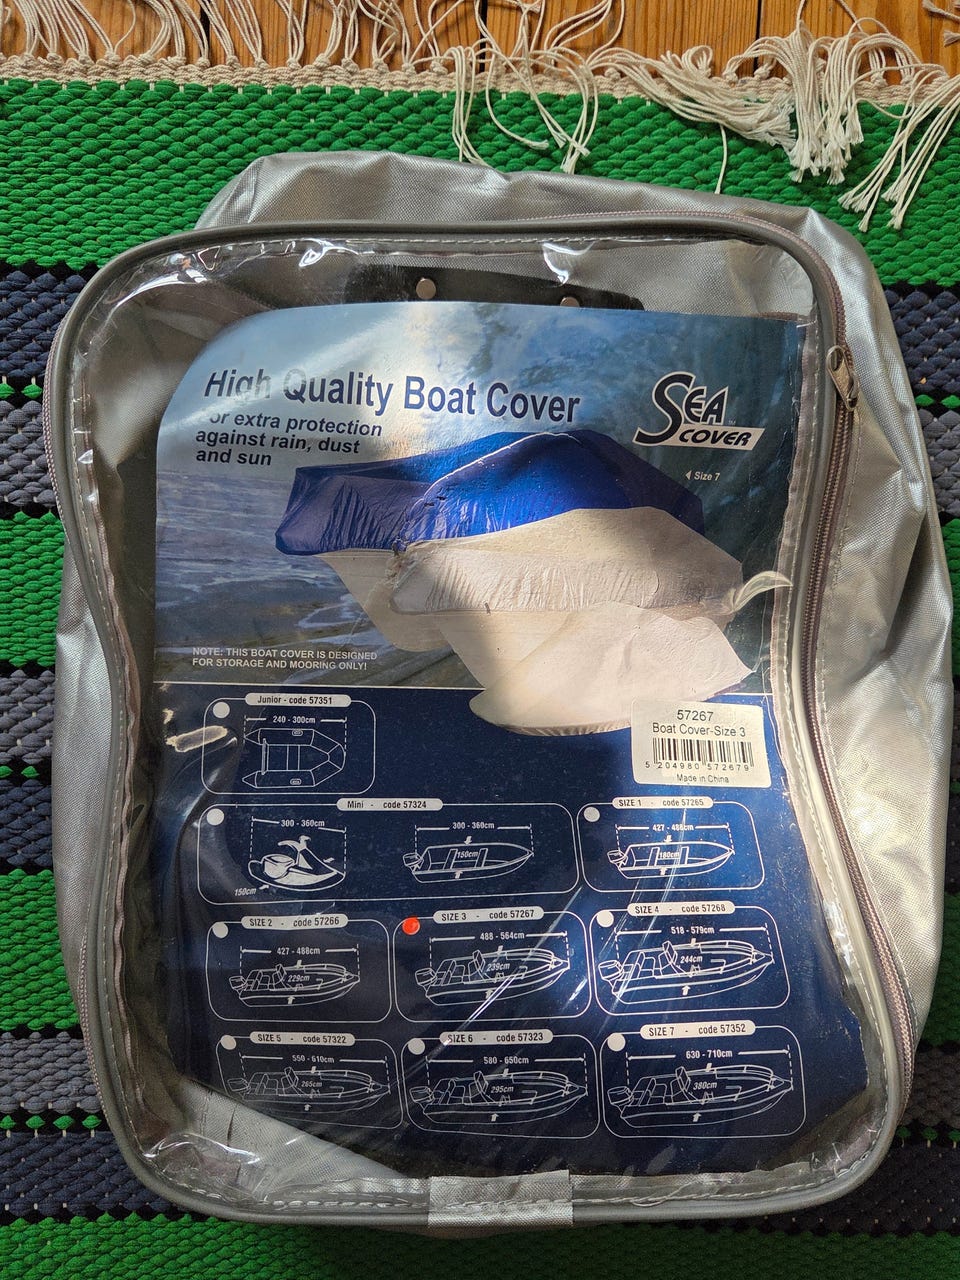 High Quality Boat Cover
or extra protection
against rain, dust
and sun
SEA
COVER
Size 7
NOTE: THIS BOAT COVER IS DESIGNED
FOR STORAGE AND MOORING ONLY!
57267
Boat Cover-Size 3
5 204980 572679
Made in China
Junior - code 57351
240 - 300cm
Mini - code 57324
300 - 360cm
150cm
300 - 360cm
150cm
SIZE 1 - code 57265
427 - 488cm
180cm
SIZE 2 - code 57266
427 - 488cm
229cm
SIZE 3 - code 57267
488 - 564cm
239cm
SIZE 4 - code 57268
518 - 579cm
244cm
SIZE 5 - code 57322
550 - 610cm
265cm
SIZE 6 - code 57323
580 - 650cm
295cm
SIZE 7 - code 57352
630 - 710cm
380cm